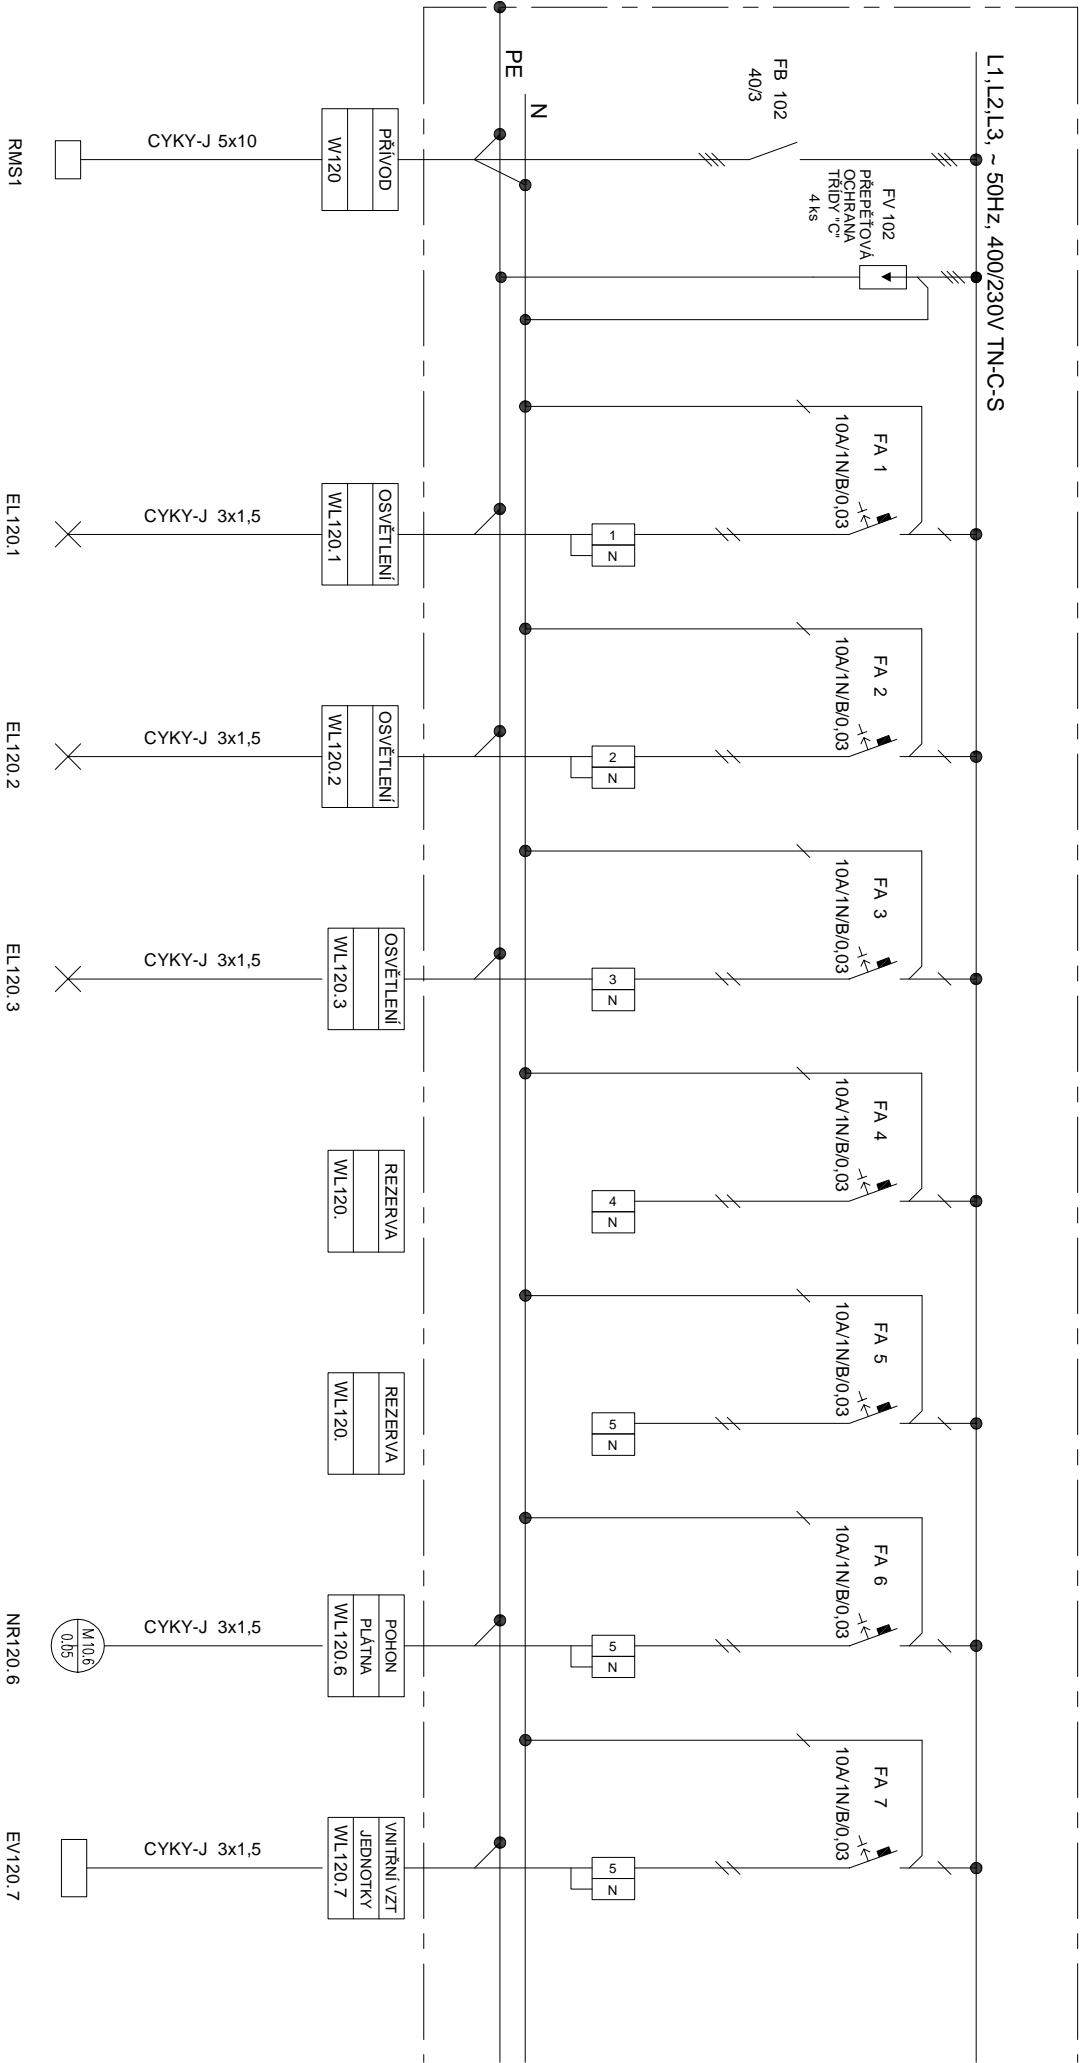 L1,L2,L3, ~ 50Hz, 400/230V TN-C-S
PE
N
FB 102
40/3
FV 102
PŘEPĚŤOVÁ
OCHRANA
TŘÍDY "C"
4 ks
FA 1
10A/1N/B/0,03
FA 2
10A/1N/B/0,03
FA 3
10A/1N/B/0,03
FA 4
10A/1N/B/0,03
FA 5
10A/1N/B/0,03
FA 6
10A/1N/B/0,03
FA 7
10A/1N/B/0,03
1
N
2
N
3
N
4
N
5
N
5
N
5
N
PŘÍVOD
W120
OSVĚTLENÍ
WL120.1
OSVĚTLENÍ
WL120.2
OSVĚTLENÍ
WL120.3
REZERVA
WL120.
REZERVA
WL120.
POHON
PLÁTNA
WL120.6
VNITŘNÍ VZT
JEDNOTKY
WL120.7
CYKY-J 5x10
CYKY-J 3x1,5
CYKY-J 3x1,5
CYKY-J 3x1,5
CYKY-J 3x1,5
CYKY-J 3x1,5
M10.6
0.05
RMS1
EL120.1
EL120.2
EL120.3
NR120.6
EV120.7